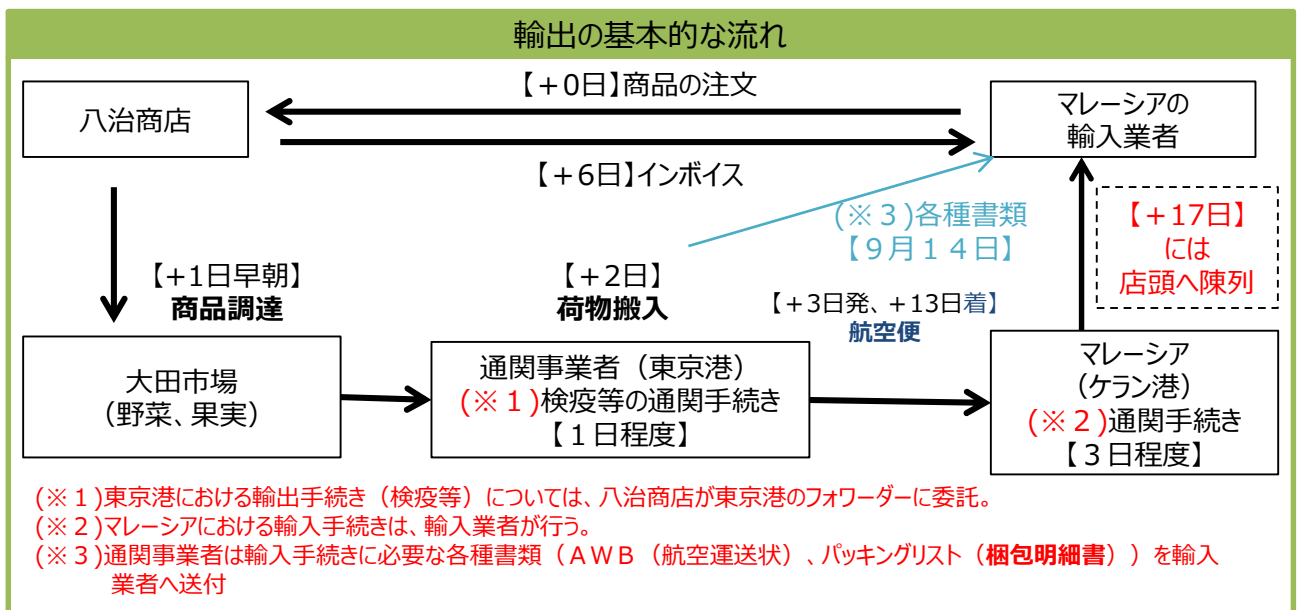 輸出の基本的な流れ
【+0日】商品の注文
八治商店
マレーシアの
輸入業者
【+6日】インボイス
(※3)各種書類
【9月14日】
【+17日】
には
店頭へ陳列
【+1日早朝】
商品調達
【+2日】
荷物搬入
【+3日発、+13日着】
航空便
大田市場
(野菜、果実)
通関事業者(東京港)
(※1)検疫等の通関手続き
【1日程度】
マレーシア
(ケラン港)
(※2)通関手続き
【3日程度】
(※1)東京港における輸出手続き(検疫等)については、八治商店が東京港のフォワーダーに委託。
(※2)マレーシアにおける輸入手続きは、輸入業者が行う。
(※3)通関事業者は輸入手続きに必要な各種書類(AWB(航空運送状)、パッキングリスト(梱包明細書))を輸入
業者へ送付